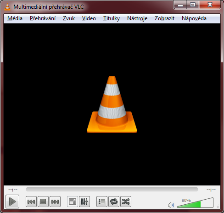 Multimediální přehrávač VLC
Média Přehrávání Zvuk Video Titulky Nástroje Zobrazit Nápověda